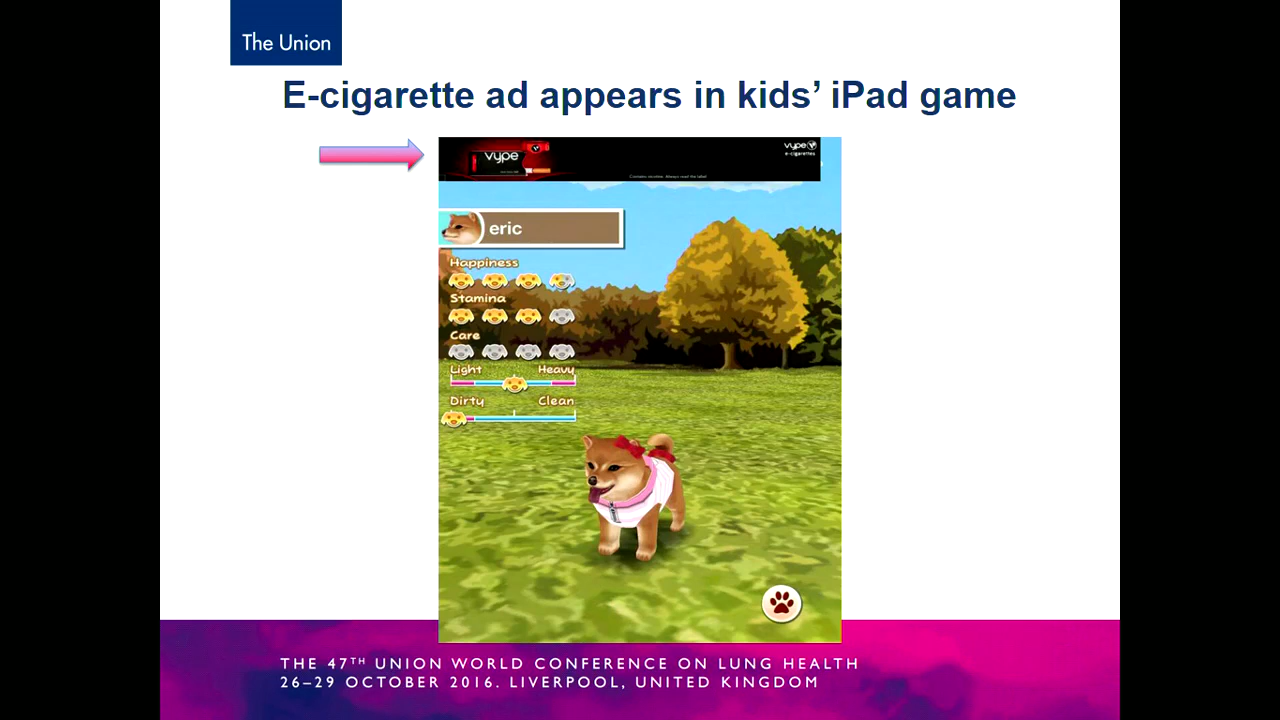 The Union
E-cigarette ad appears in kids’ iPad game
vype
vype
e-cigarettes
Contains nicotine. Always read the label
eric
Happiness
Stamina
Care
Light Heavy
Dirty Clean
THE 47TH UNION WORLD CONFERENCE ON LUNG HEALTH
26–29 OCTOBER 2016. LIVERPOOL, UNITED KINGDOM